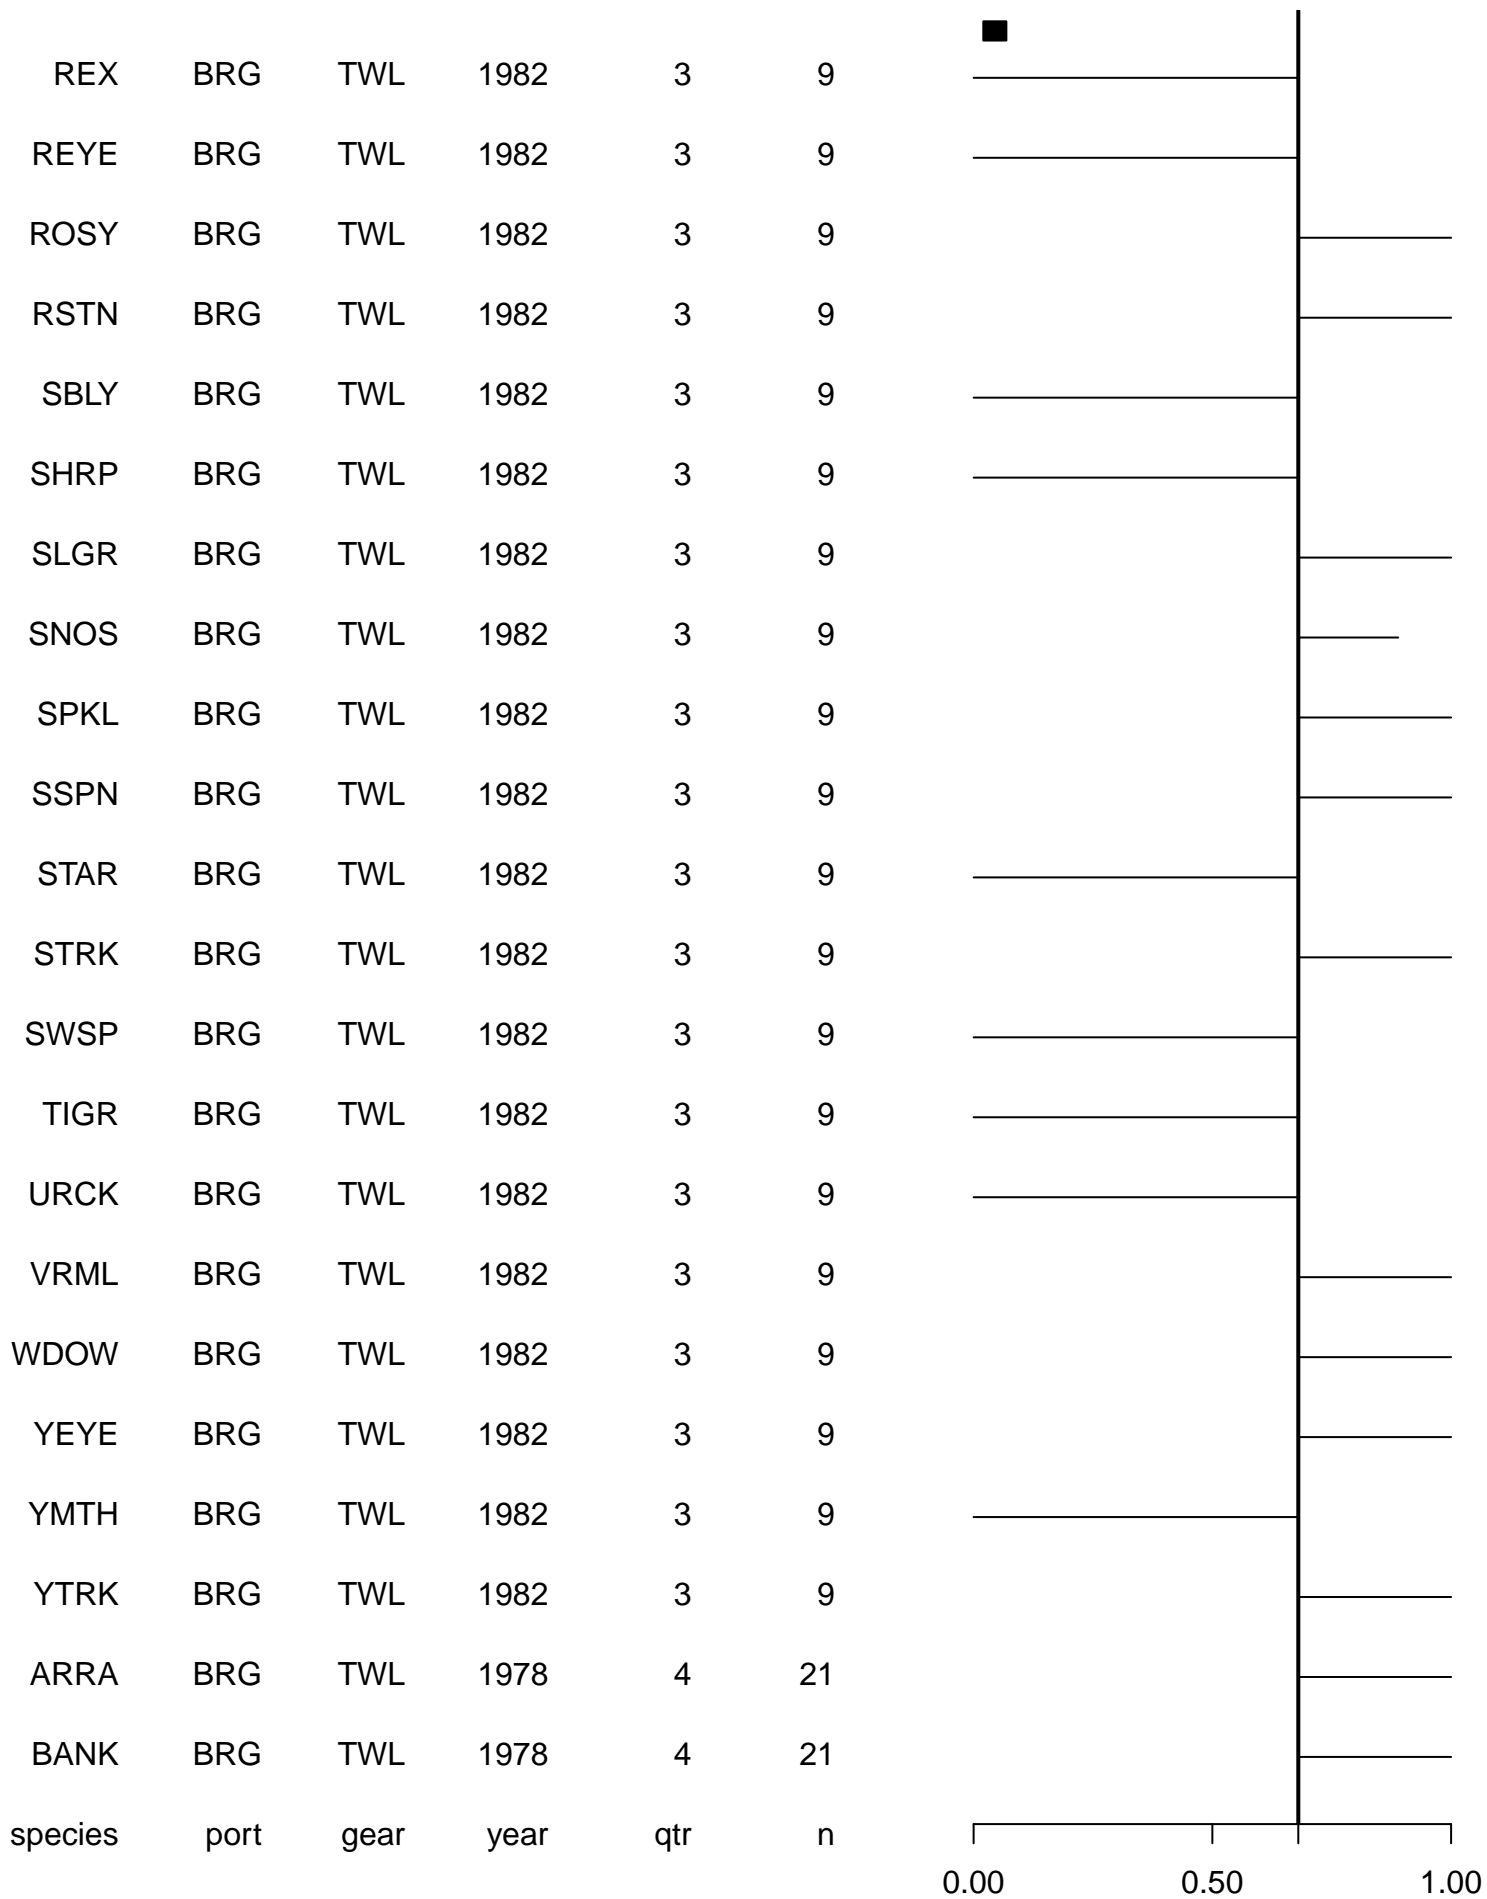 REX BRG TWL 1982 3 9
REYE BRG TWL 1982 3 9
ROSY BRG TWL 1982 3 9
RSTN BRG TWL 1982 3 9
SBLY BRG TWL 1982 3 9
SHRP BRG TWL 1982 3 9
SLGR BRG TWL 1982 3 9
SNOS BRG TWL 1982 3 9
SPKL BRG TWL 1982 3 9
SSPN BRG TWL 1982 3 9
STAR BRG TWL 1982 3 9
STRK BRG TWL 1982 3 9
SWSP BRG TWL 1982 3 9
TIGR BRG TWL 1982 3 9
URCK BRG TWL 1982 3 9
VRML BRG TWL 1982 3 9
WDOW BRG TWL 1982 3 9
YEYE BRG TWL 1982 3 9
YMTH BRG TWL 1982 3 9
YTRK BRG TWL 1982 3 9
ARRA BRG TWL 1978 4 21
BANK BRG TWL 1978 4 21
species port gear year qtr n
0.00 0.50 1.00